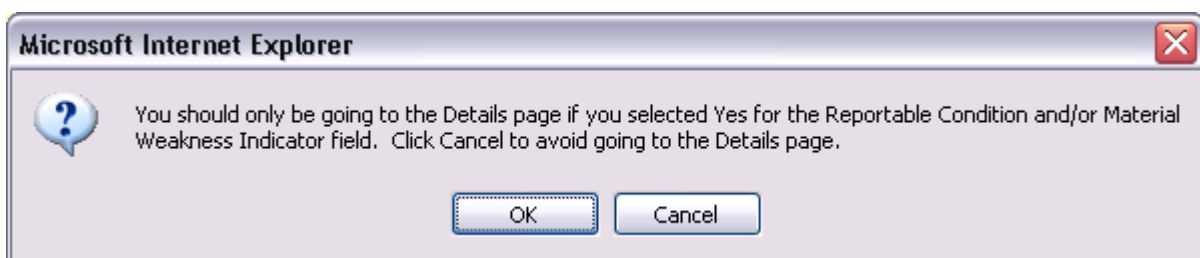 Microsoft Internet Explorer
You should only be going to the Details page if you selected Yes for the Reportable Condition and/or Material
Weakness Indicator field.  Click Cancel to avoid going to the Details page.
OK
Cancel